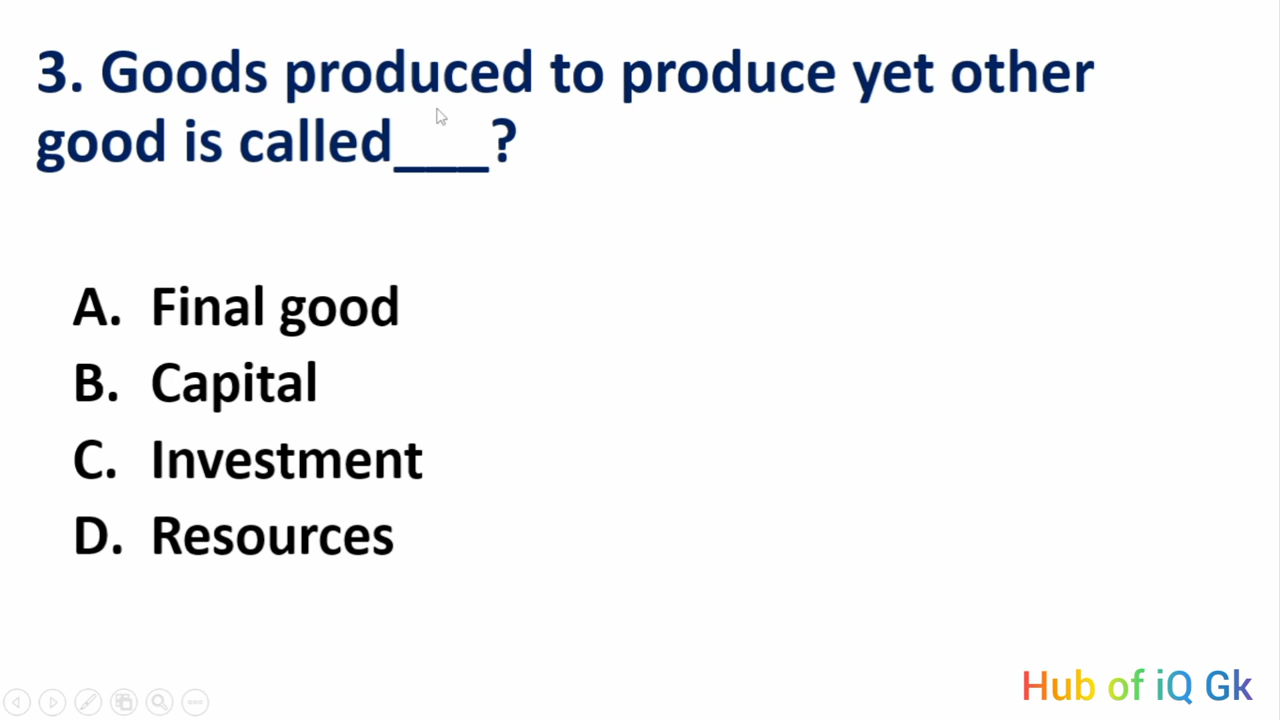 3. Goods produced to produce yet other
good is called___?
A. Final good
B. Capital
C. Investment
D. Resources
Hub of iQ Gk